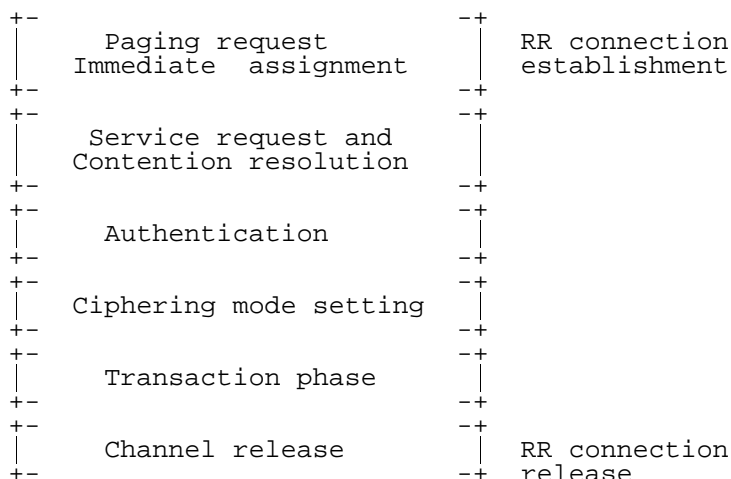 Paging request RR connection
Immediate assignment establishment
Service request and
Contention resolution
Authentication
Ciphering mode setting
Transaction phase
Channel release RR connection
release